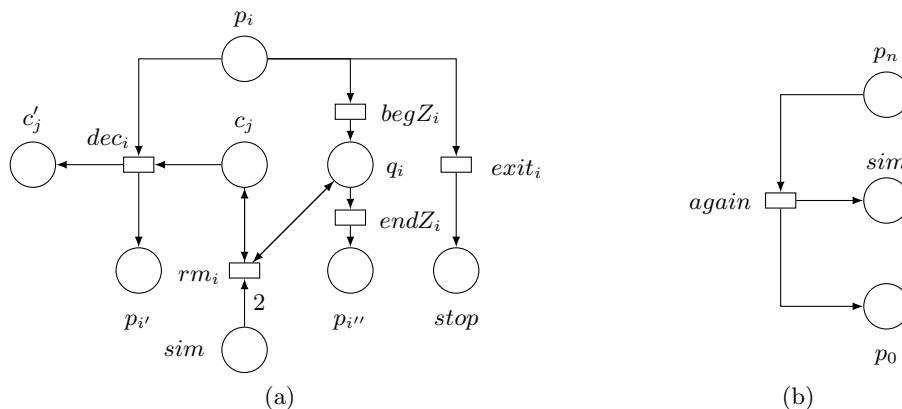 p_i
c'_j
dec_i
c_j
begZ_i
q_i
exit_i
endZ_i
rm_i
2
p_{i'}
p_{i''}
stop
sim
(a)
p_n
sim
again
p_0
(b)